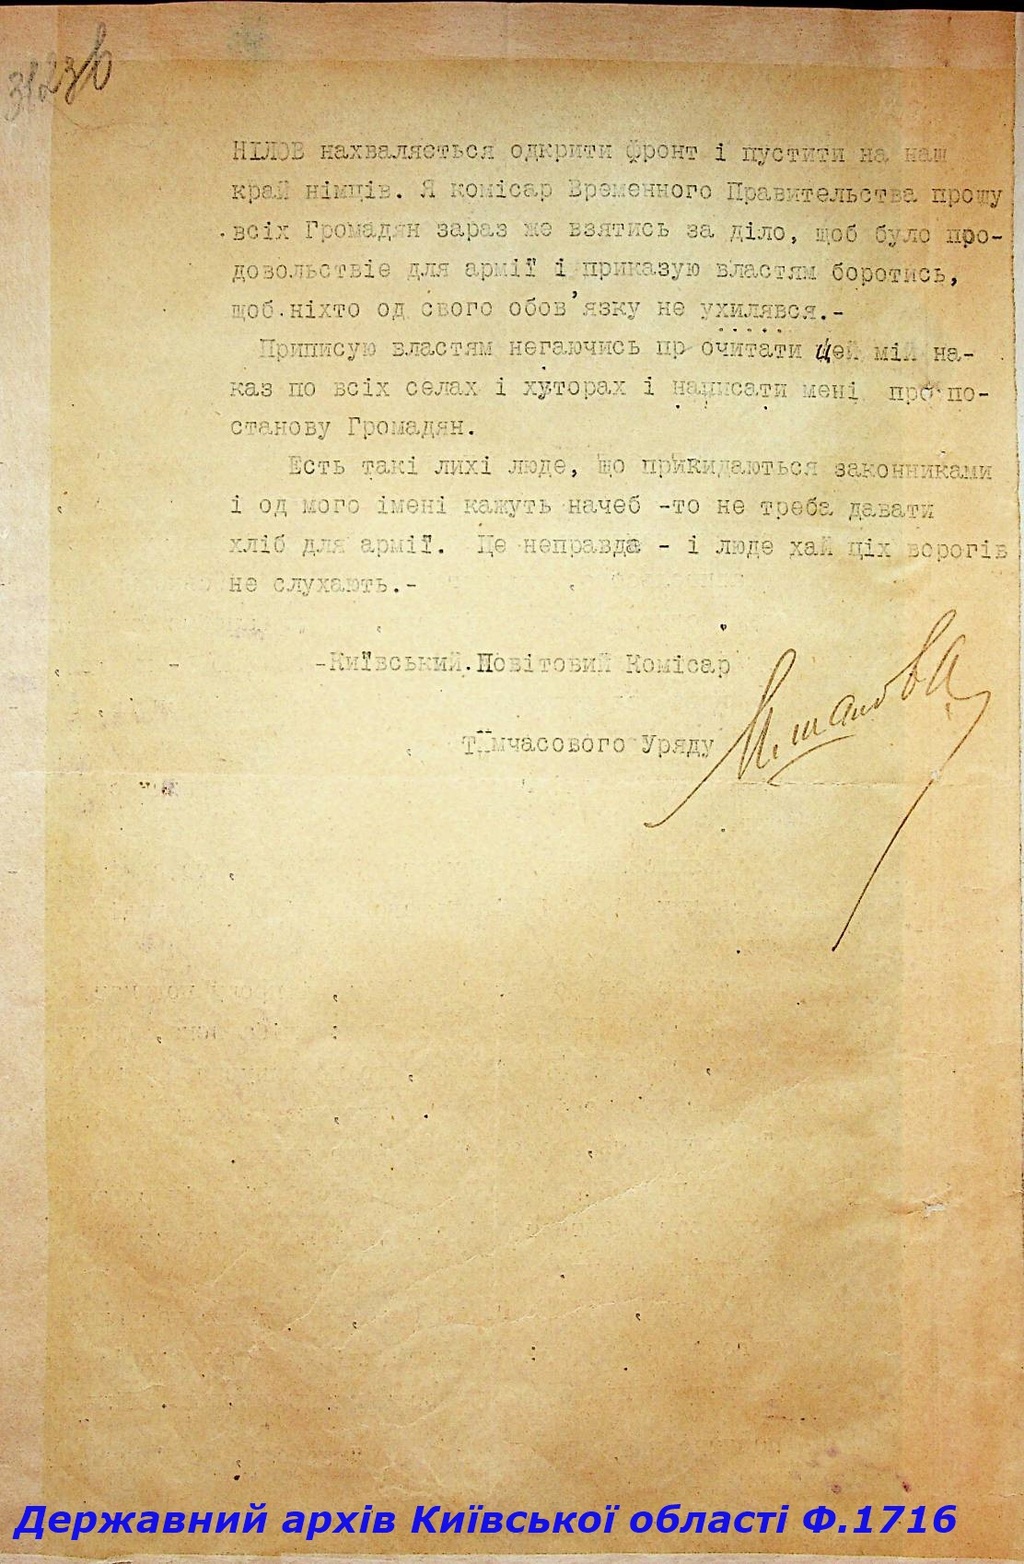 НІЛОВ нахваляється одкрити фронт і пустити на наш
край німців. Я комісар Временного Правительства прошу
всіх Громадян зараз же взятись за діло, щоб було про-
довольствіе для армії і приказую властям боротись,
щоб ніхто од свого обов'язку не ухилявся.-
Приписую властям негаючись прочитати цей мій на-
каз по всіх селах і хуторах і написати мені про по-
станову Громадян.
Есть такі лихі люде, що прикидаються законниками
і од мого імені кажуть начеб -то не треба давати
хліб для армії. Це неправда - і люде хай ціх ворогів
не слухають.-
-Київський Повітовий Комісар
Тїмчасового Уряду
Державний архів Київської області Ф.1716